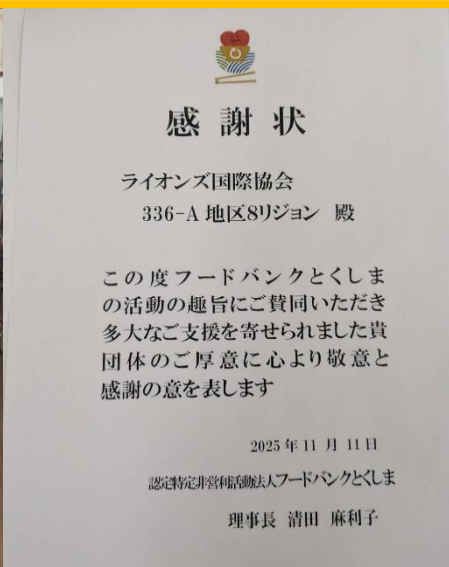 感謝状
ライオンズ国際協会
336-A 地区8リジョン 殿
この度フードバンクとくしま
の活動の趣旨にご賛同いただき
多大なご支援を寄せられました貴
団体のご厚意に心より敬意と
感謝の意を表します
2025年11月11日
認定特定非営利活動法人フードバンクとくしま
理事長 清田 麻利子